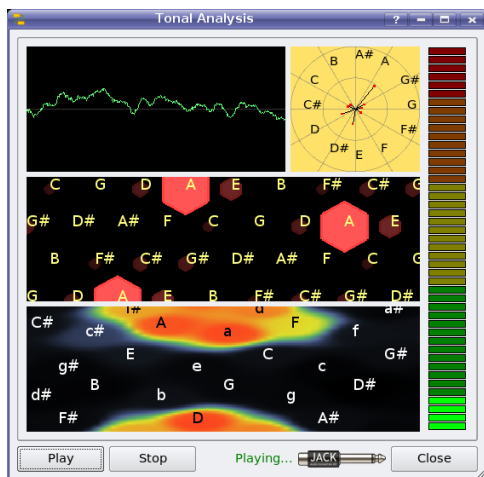 Tonal Analysis ?
A#
B A
C G#
C# G
D F#
D# E F
C G D A E B F# C# G
G# D# A# F C G D A E
B F# C# G# D# A# F C G
G D A E B F# C# G# D#
f# d a#
C# c# A a F f
g# E e C c G#
d# B b G g D#
F# D A#
Play Stop Playing... JACK Close